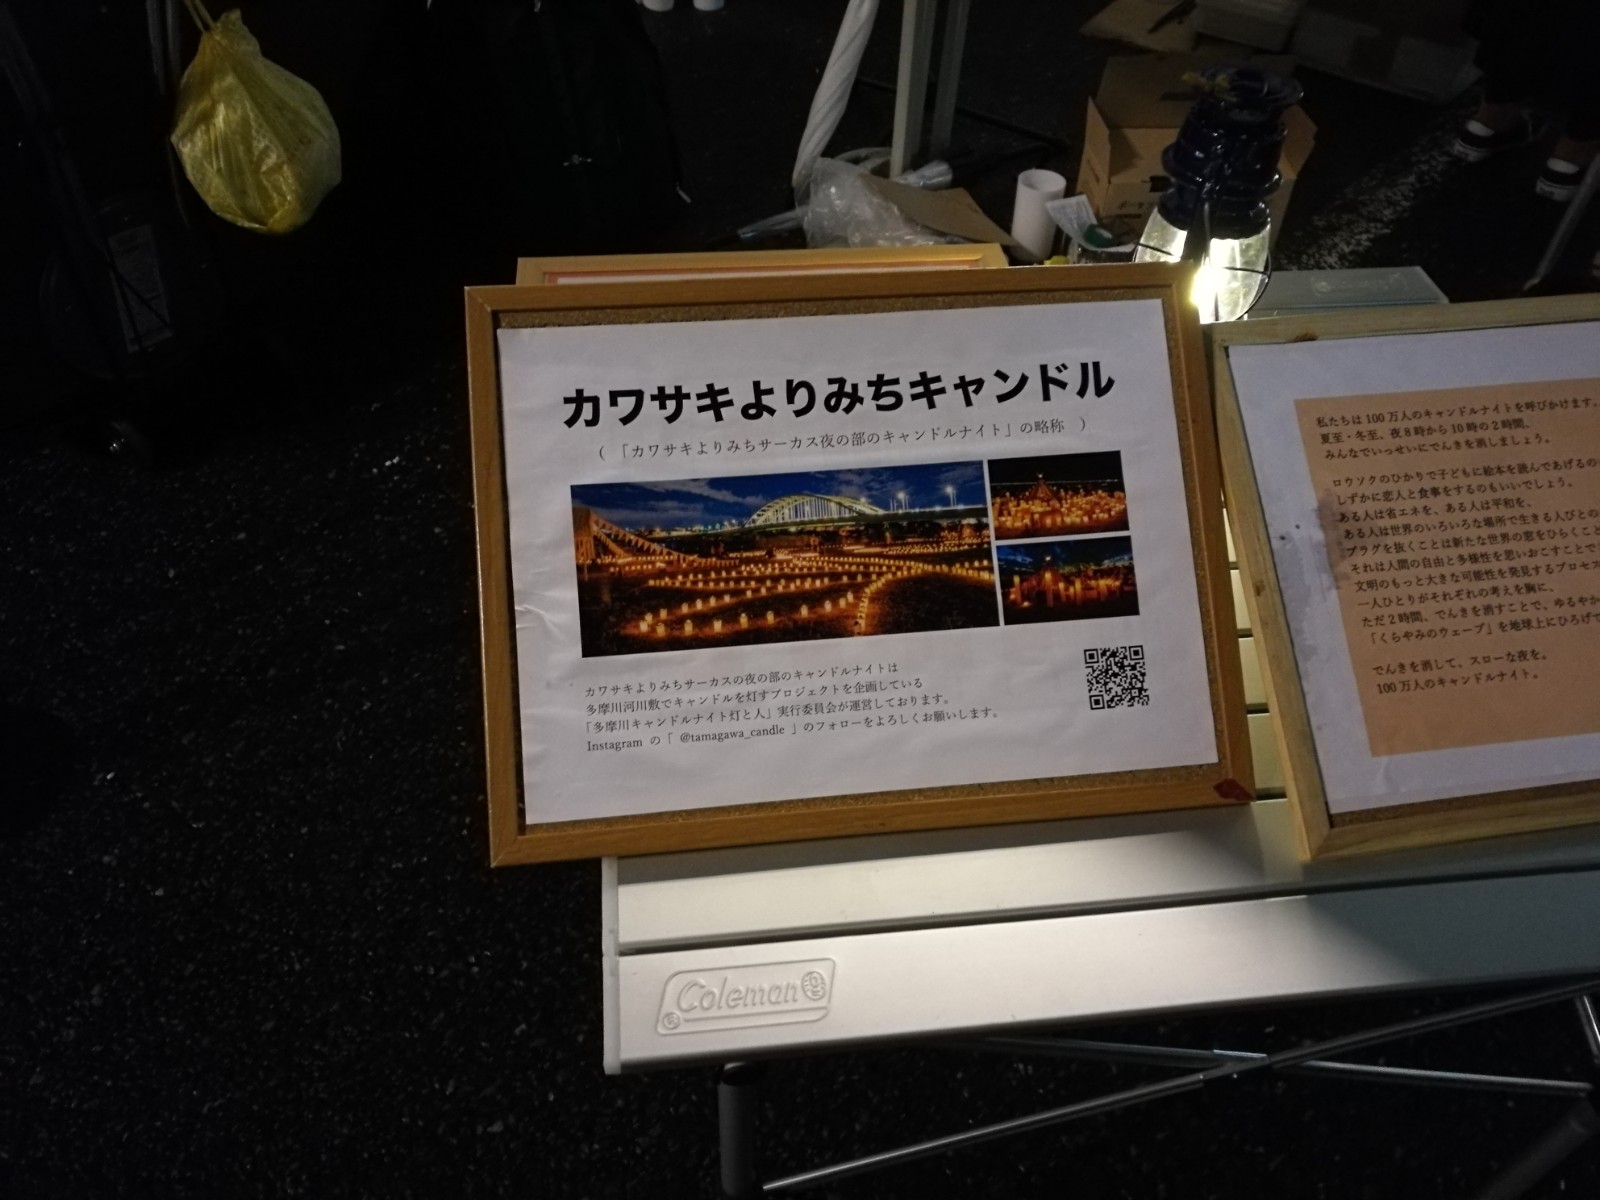 カワサキよりみちキャンドル
( 「カワサキよりみちサーカス夜の部のキャンドルナイト」の略称 )
カワサキよりみちサーカスの夜の部のキャンドルナイトは
多摩川河川敷でキャンドルを灯すプロジェクトを企画している
「多摩川キャンドルナイト灯と人」実行委員会が運営しております。
Instagram の「 @tamagawa_candle 」のフォローをよろしくお願いします。
私たちは100万人のキャンドルナイトを呼びかけます。
夏至・冬至、夜8時から10時の2時間、
みんなでいっせいにでんきを消しましょう。
ロウソクのひかりで子どもに絵本を読んであげるの
しずかに恋人と食事をするのもいいでしょう。
ある人は省エネを、ある人は平和を、
ある人は世界のいろいろな場所で生きる人びとの
プラグを抜くことは新たな世界の窓をひらくこと
それは人間の自由と多様性を思いおこすことで
文明のもっと大きな可能性を発見するプロセス
一人ひとりがそれぞれの考えを胸に、
ただ2時間、でんきを消すことで、ゆるやか
「くらやみのウェーブ」を地球上にひろげ
でんきを消して、スローな夜を。
100万人のキャンドルナイト。
Coleman